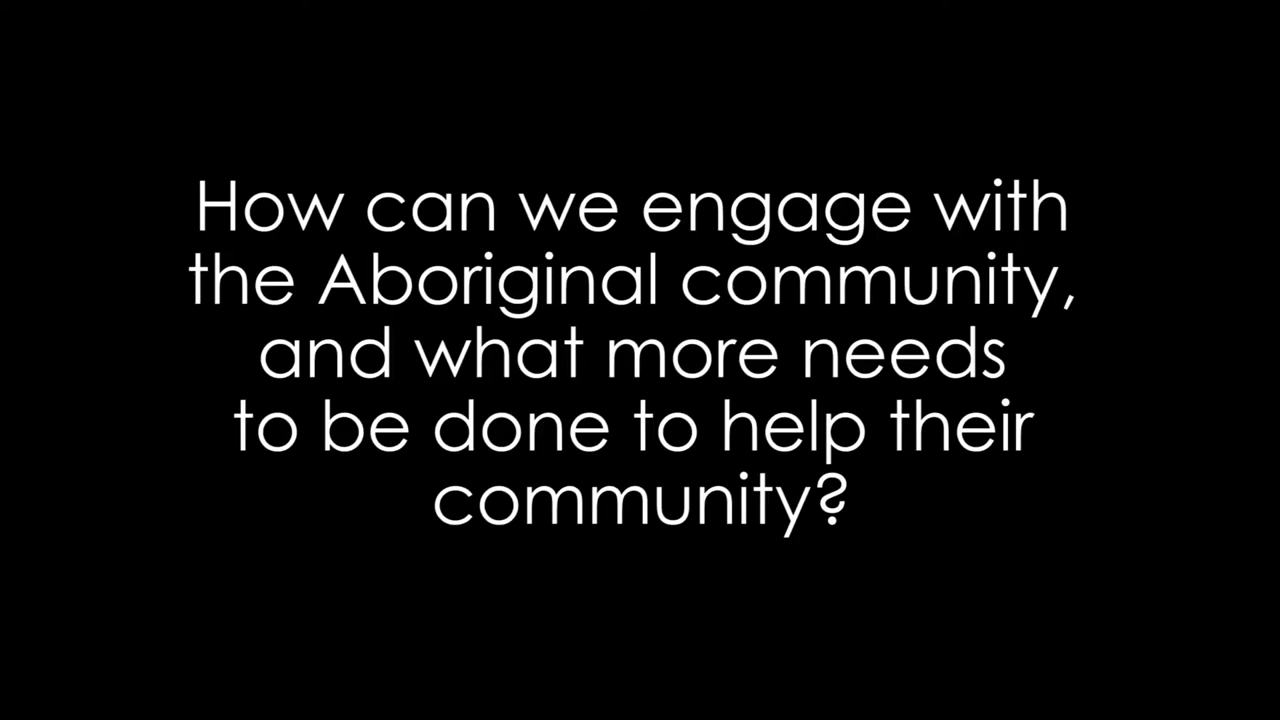 How can we engage with
the Aboriginal community,
and what more needs
to be done to help their
community?